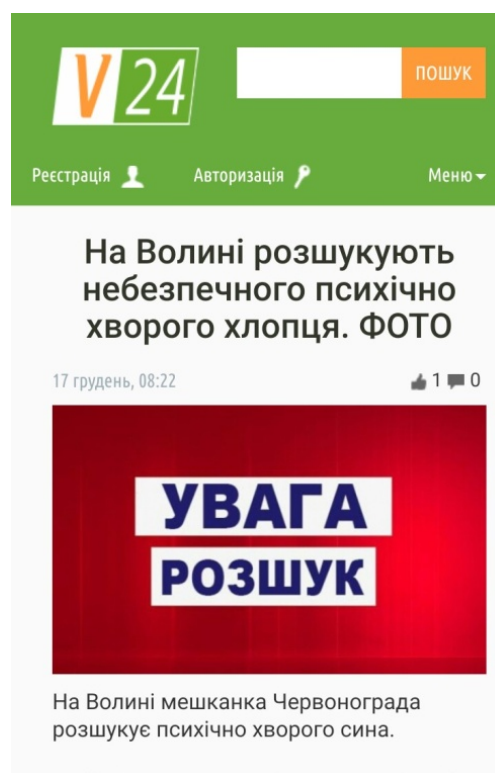 V 24
ПОШУК
Реєстрація Авторизація Меню
На Волині розшукують
небезпечного психічно
хворого хлопця. ФОТО
17 грудень, 08:22 1 0
УВАГА
РОЗШУК
На Волині мешканка Червонограда
розшукує психічно хворого сина.